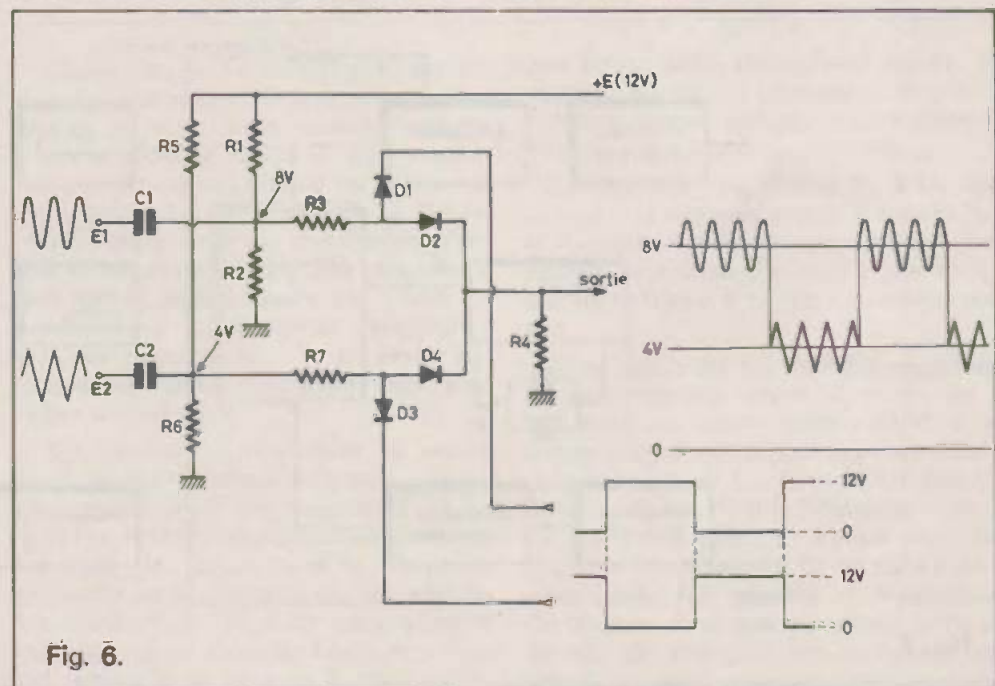 +E(12V)
R5
R1
8V
D1
C1
R3
E1
D2
R2
sortie
4V
R4
C2
R7
D4
E2
D3
R6
8V
4V
0
12V
0
12V
0
Fig. 6.